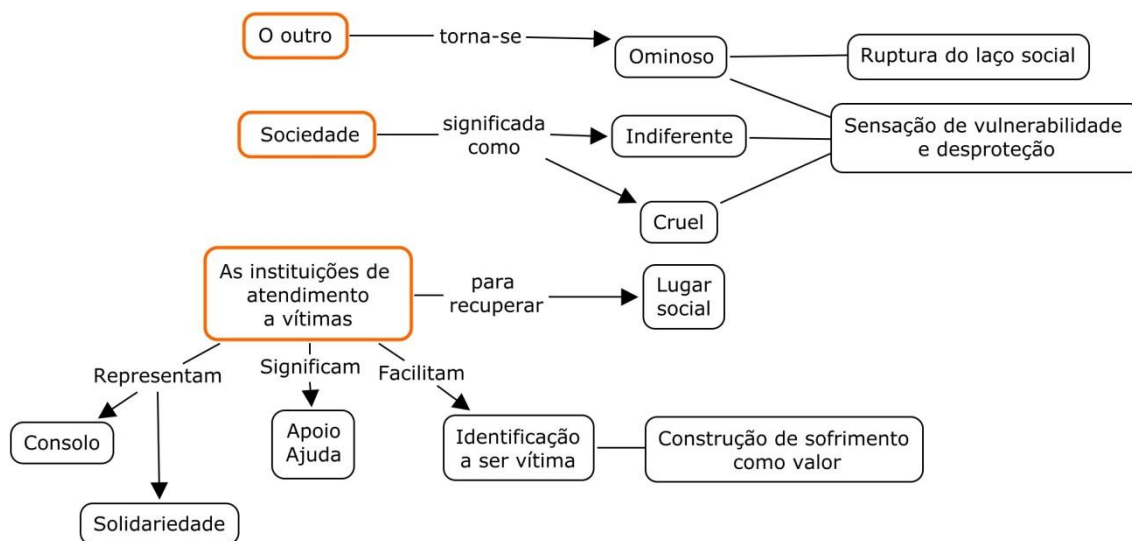 O outro
torna-se
Ominoso
Ruptura do laço social
Sociedade
significada
como
Indiferente
Sensação de vulnerabilidade
e desproteção
Cruel
As instituições de
atendimento
a vítimas
para
recuperar
Lugar
social
Representam
Significam
Facilitam
Consolo
Apoio
Ajuda
Identificação
a ser vítima
Construção de sofrimento
como valor
Solidariedade